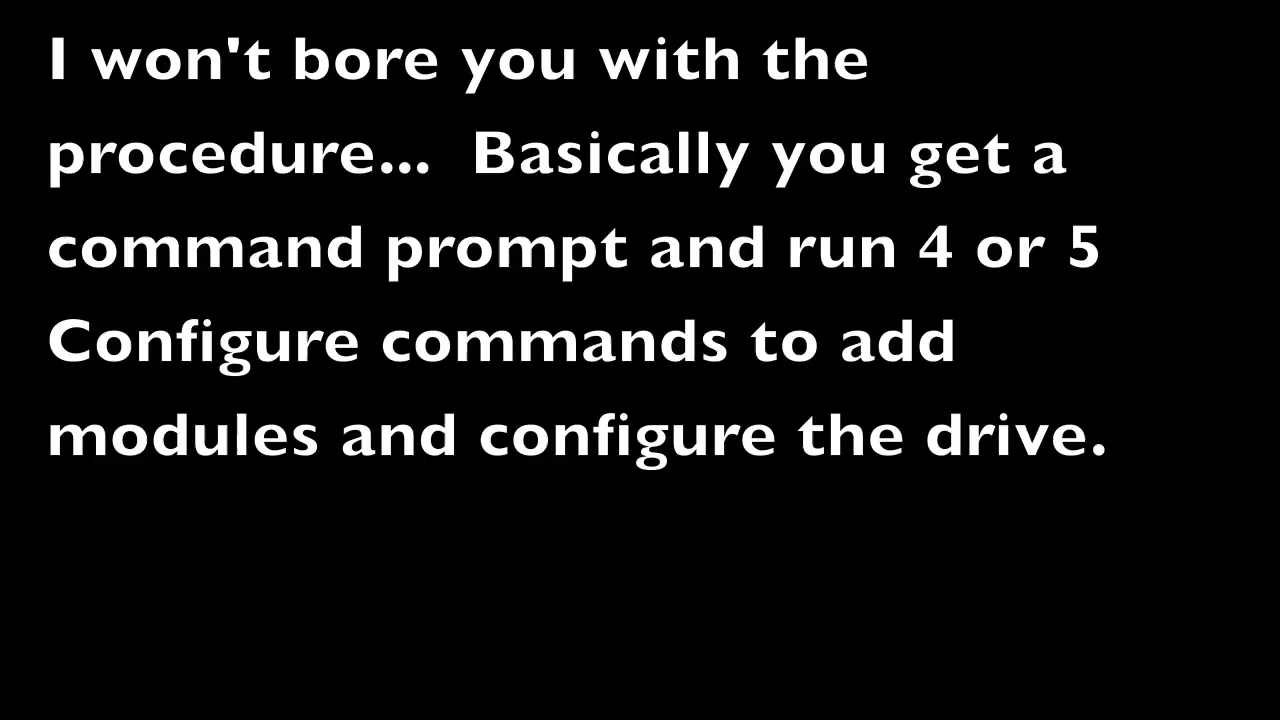 I won't bore you with the
procedure...  Basically you get a
command prompt and run 4 or 5
Configure commands to add
modules and configure the drive.